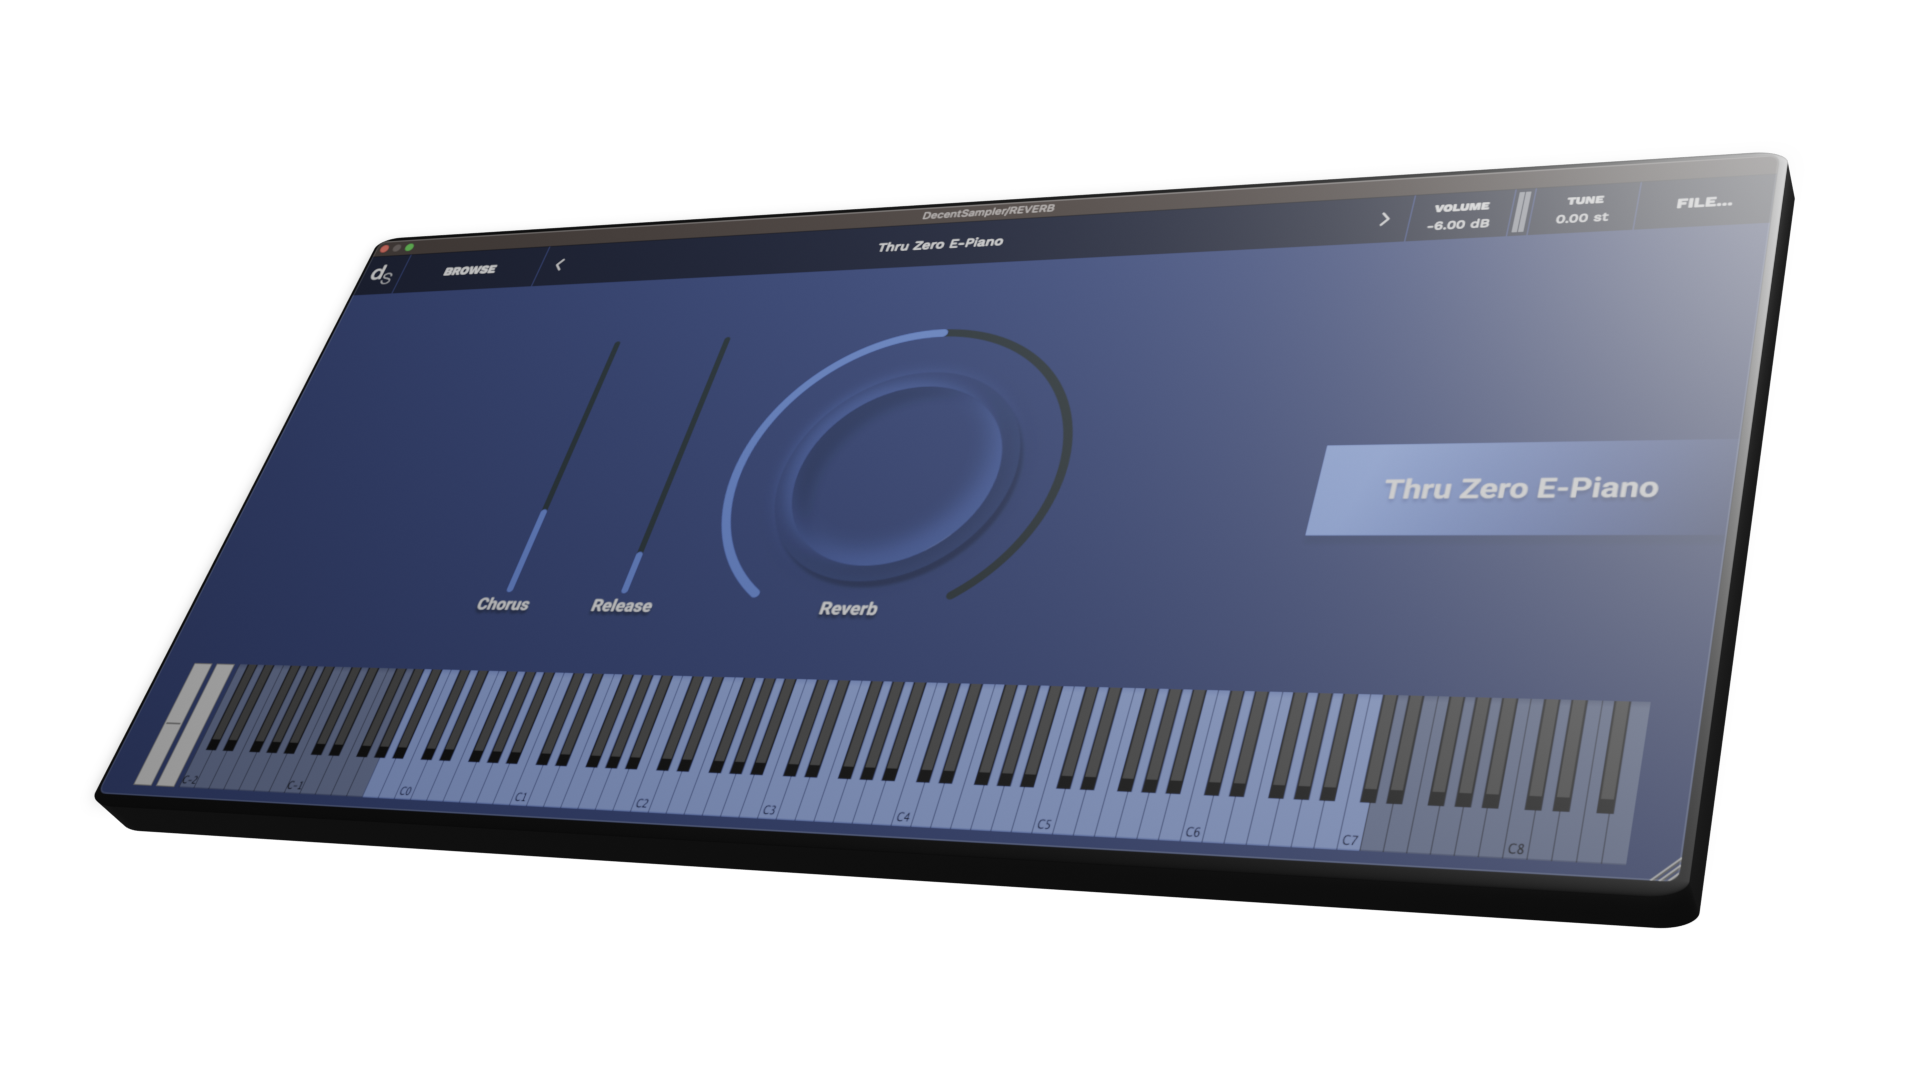 DecentSampler/REVERB
dS
BROWSE
<
Thru Zero E-Piano
>
VOLUME
-6.00 dB
TUNE
0.00 st
FILE...
Thru Zero E-Piano
Chorus
Release
Reverb
C-2
C-1
C0
C1
C2
C3
C4
C5
C6
C7
C8